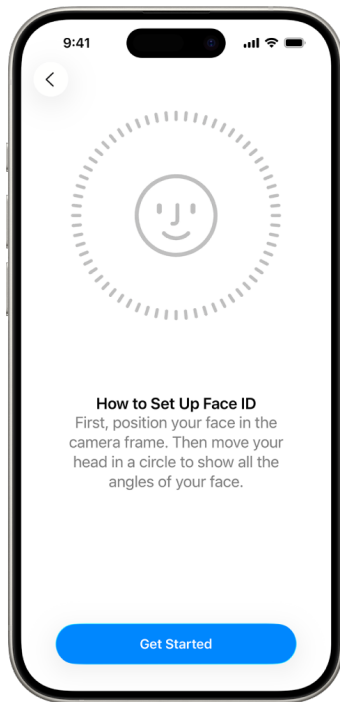 9:41
How to Set Up Face ID
First, position your face in the
camera frame. Then move your
head in a circle to show all the
angles of your face.
Get Started